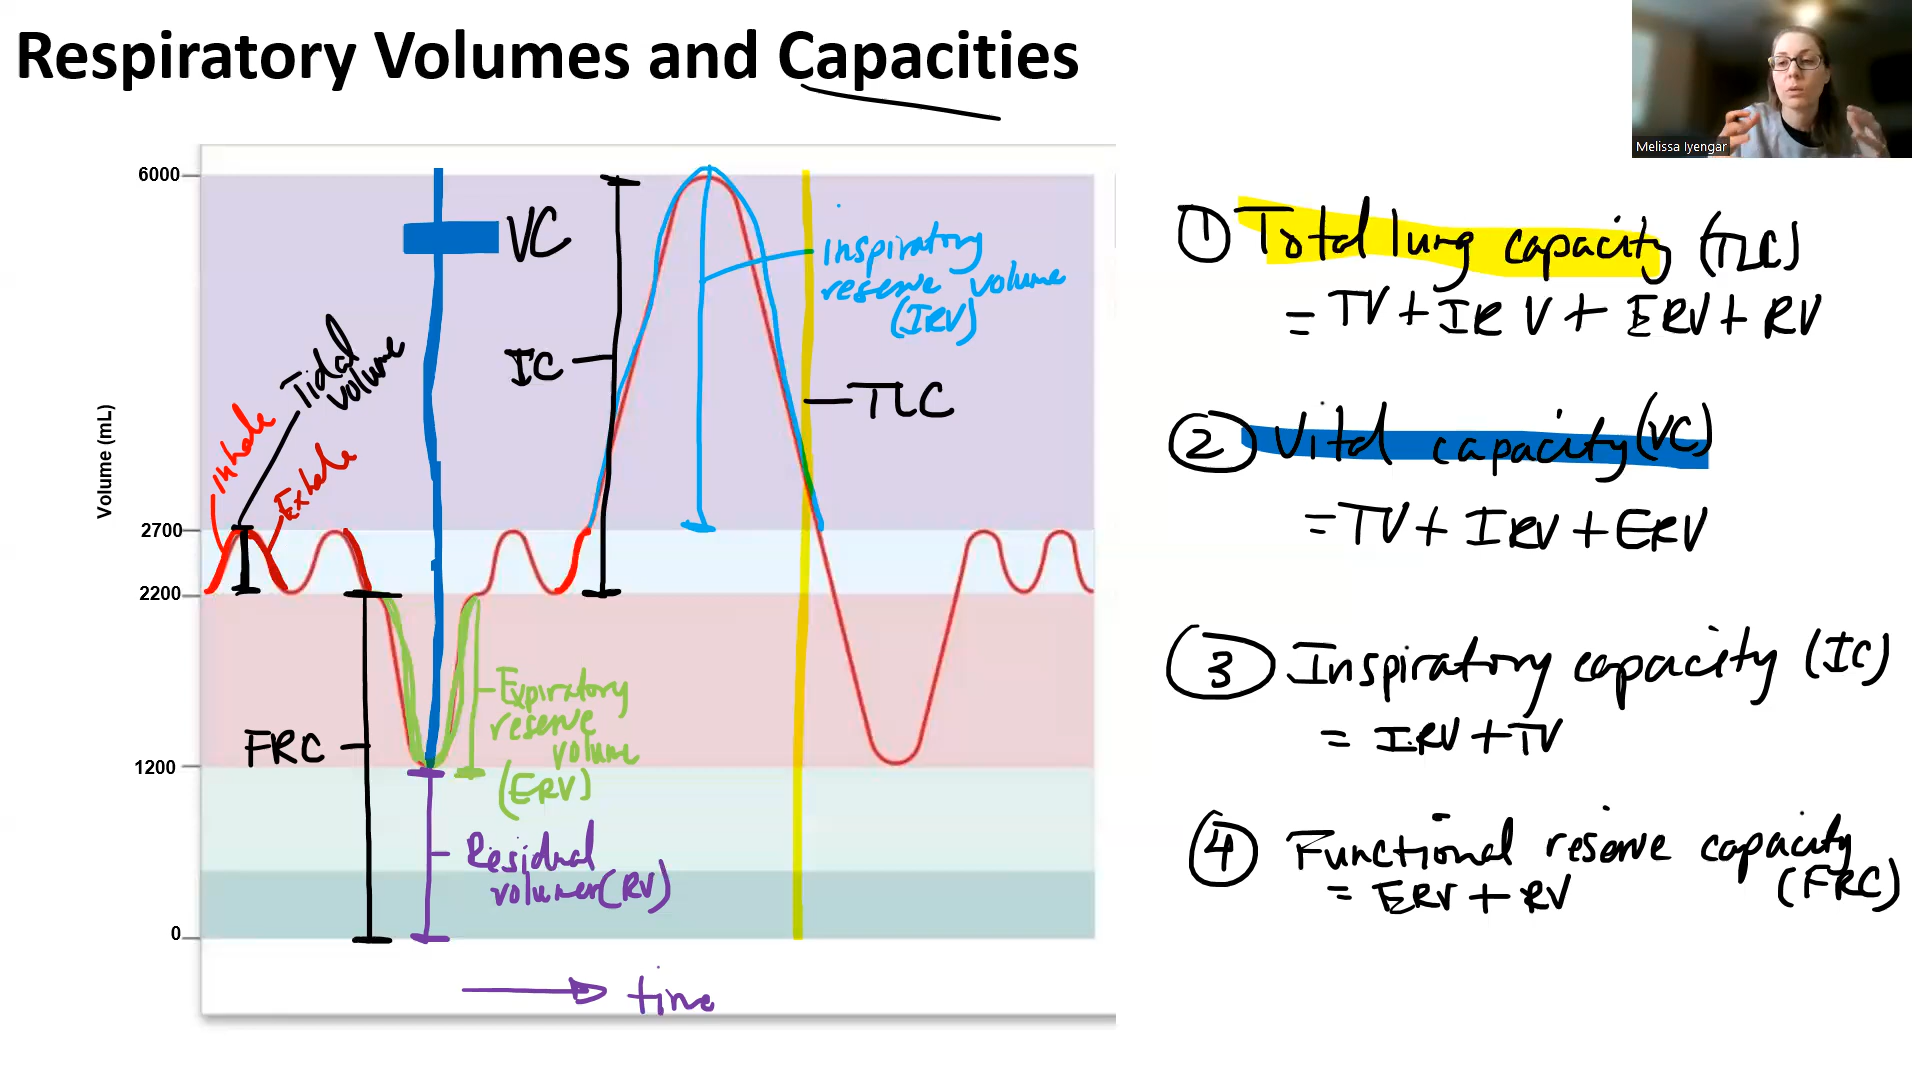 Respiratory Volumes and Capacities
Melissa Iyengar
6000
2700
2200
1200
0
Volume (mL)
Inhale
Exhale
Tidal
volume
VC
IC
Inspiratory
reserve volume
(IRV)
TLC
FRC
Expiratory
reserve
volume
(ERV)
Residual
volume (RV)
time
① Total lung capacity (TLC)
= TV + IRV + ERV + RV
② Vital capacity (VC)
= TV + IRV + ERV
③ Inspiratory capacity (IC)
= IRV + TV
④ Functional reserve capacity
(FRC)
= ERV + RV